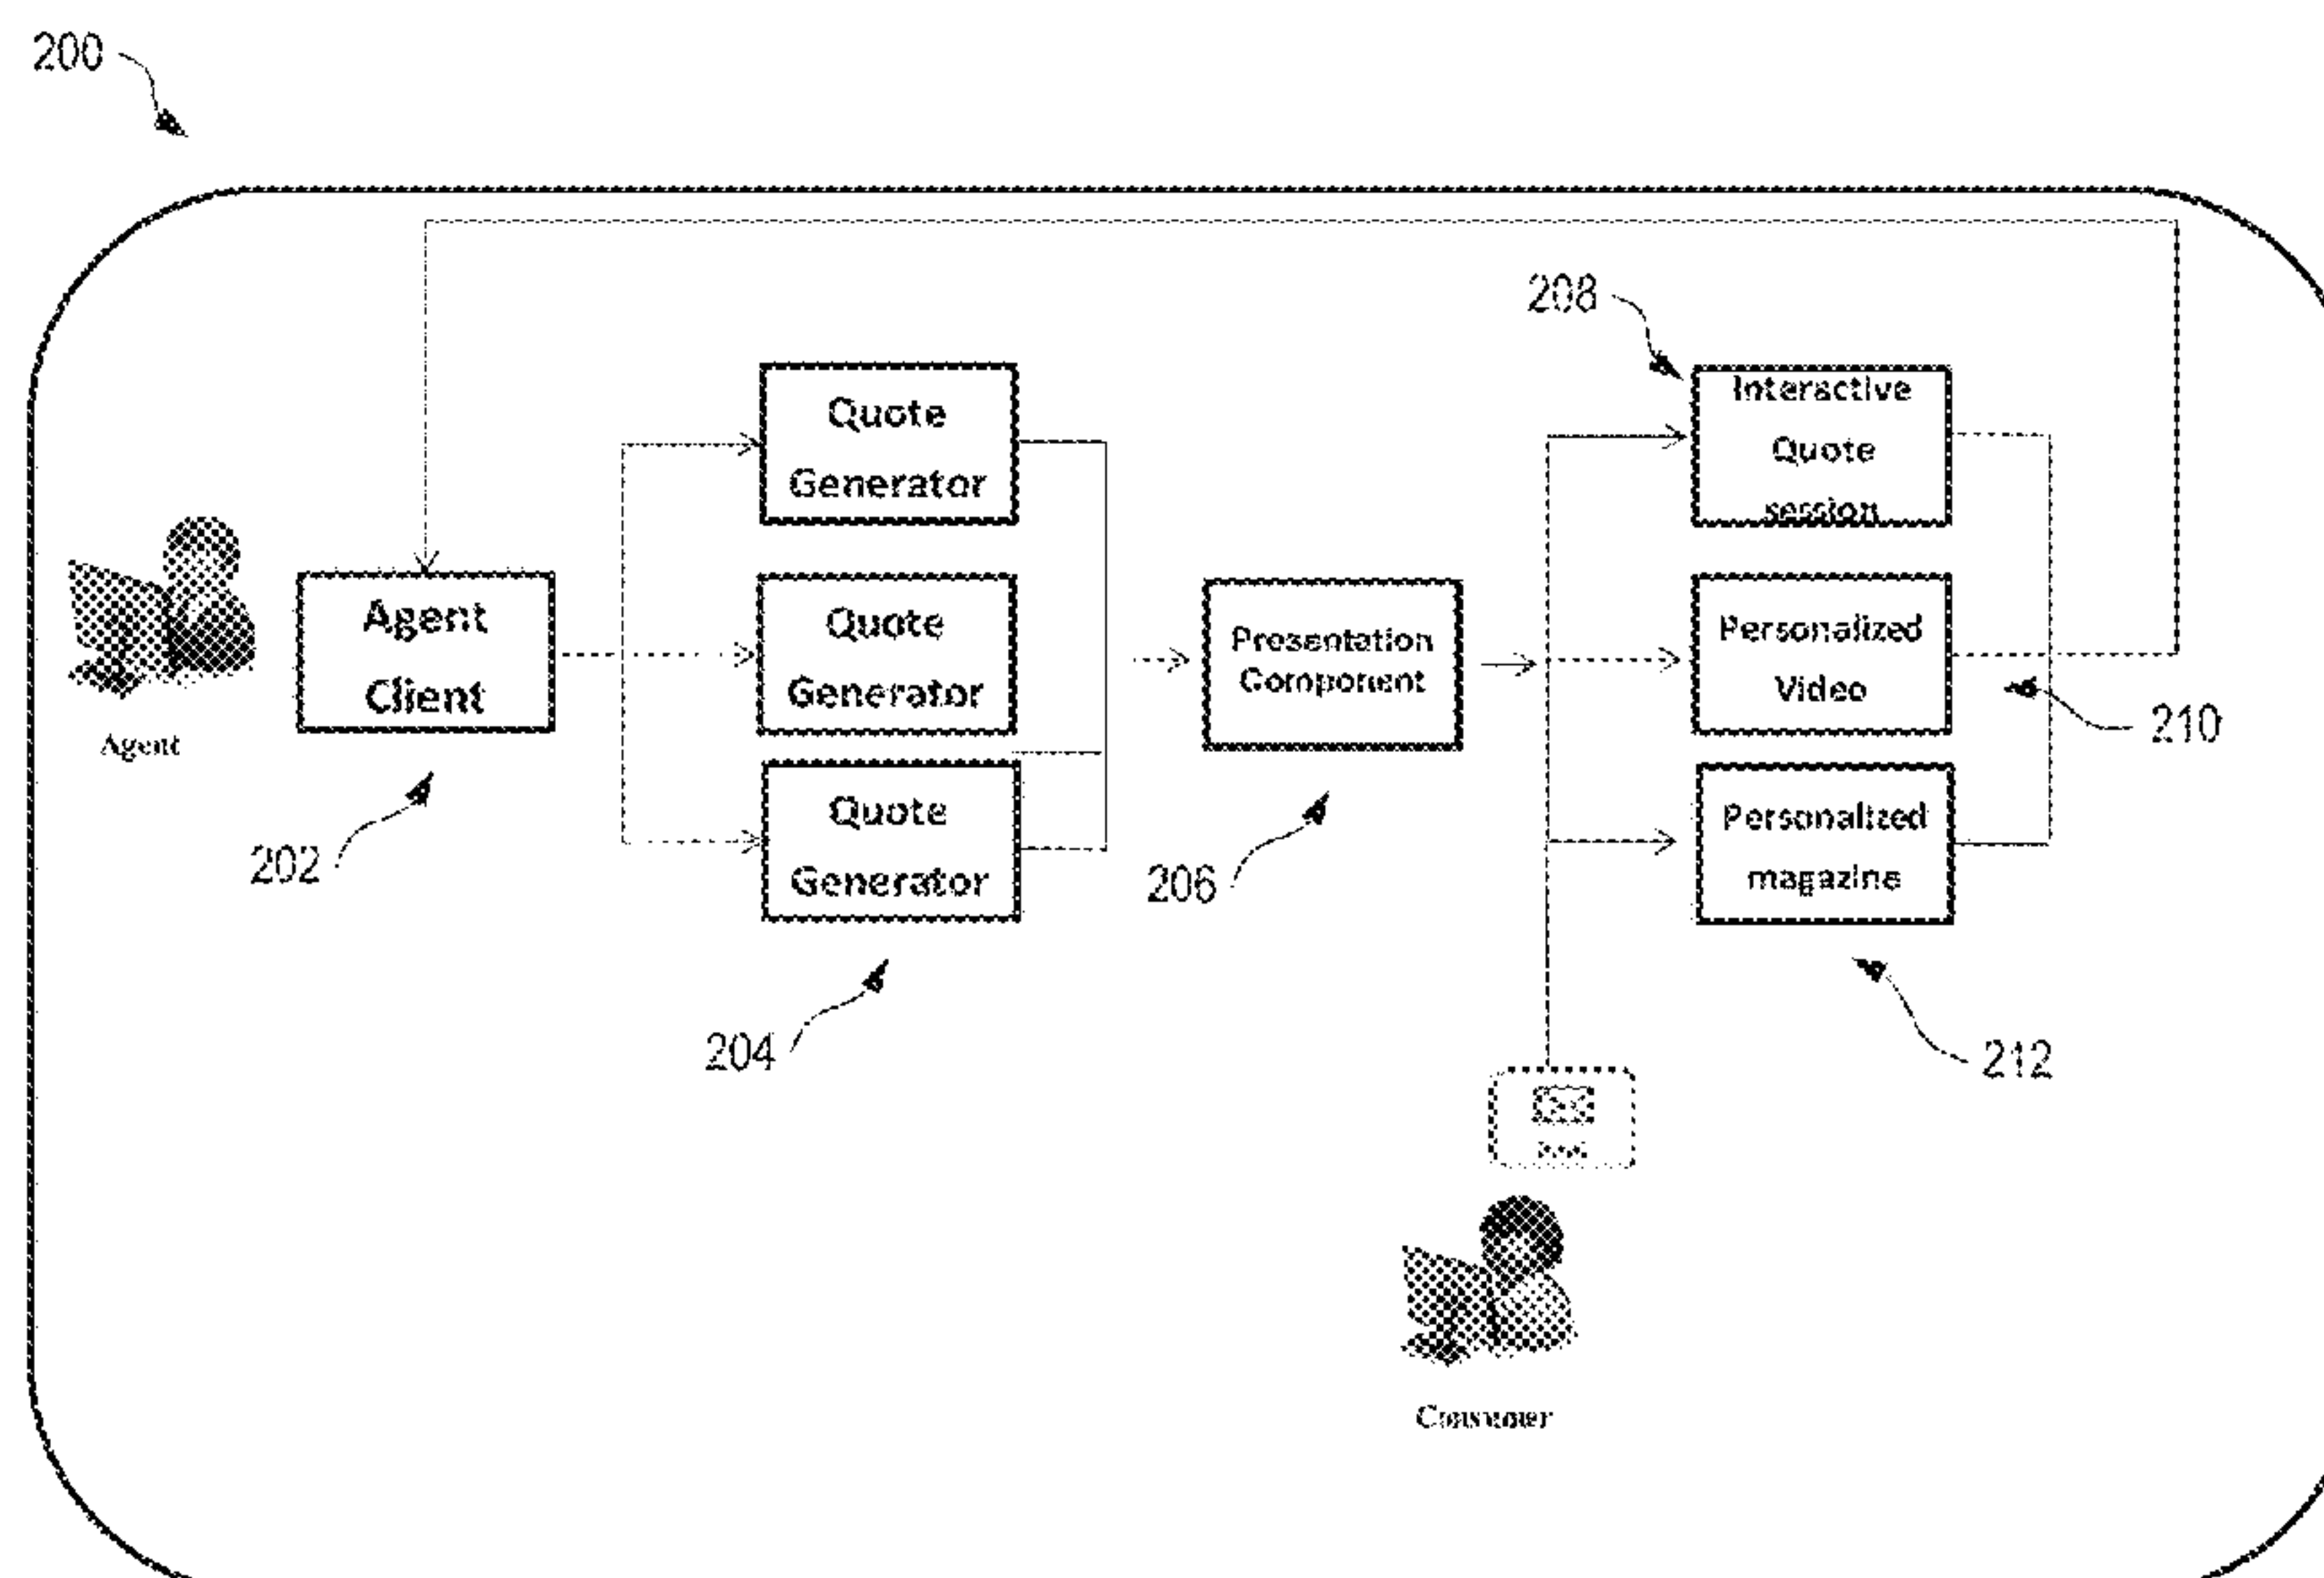 200
208
Interactive
Quote
session
Quote
Generator
Agent
Client
Quote
Generator
Presentation
Component
Personalized
Video
210
Agent
202
Quote
Generator
206
Personalized
magazine
204
212
Consumer